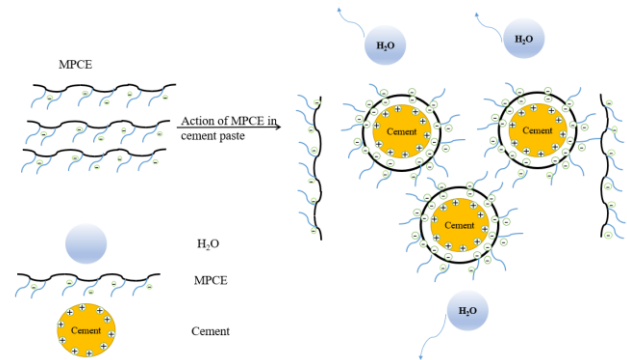 MPCE
Action of MPCE in
cement paste
H₂O
H₂O
Cement
Cement
Cement
H₂O
H₂O
MPCE
Cement
Cement